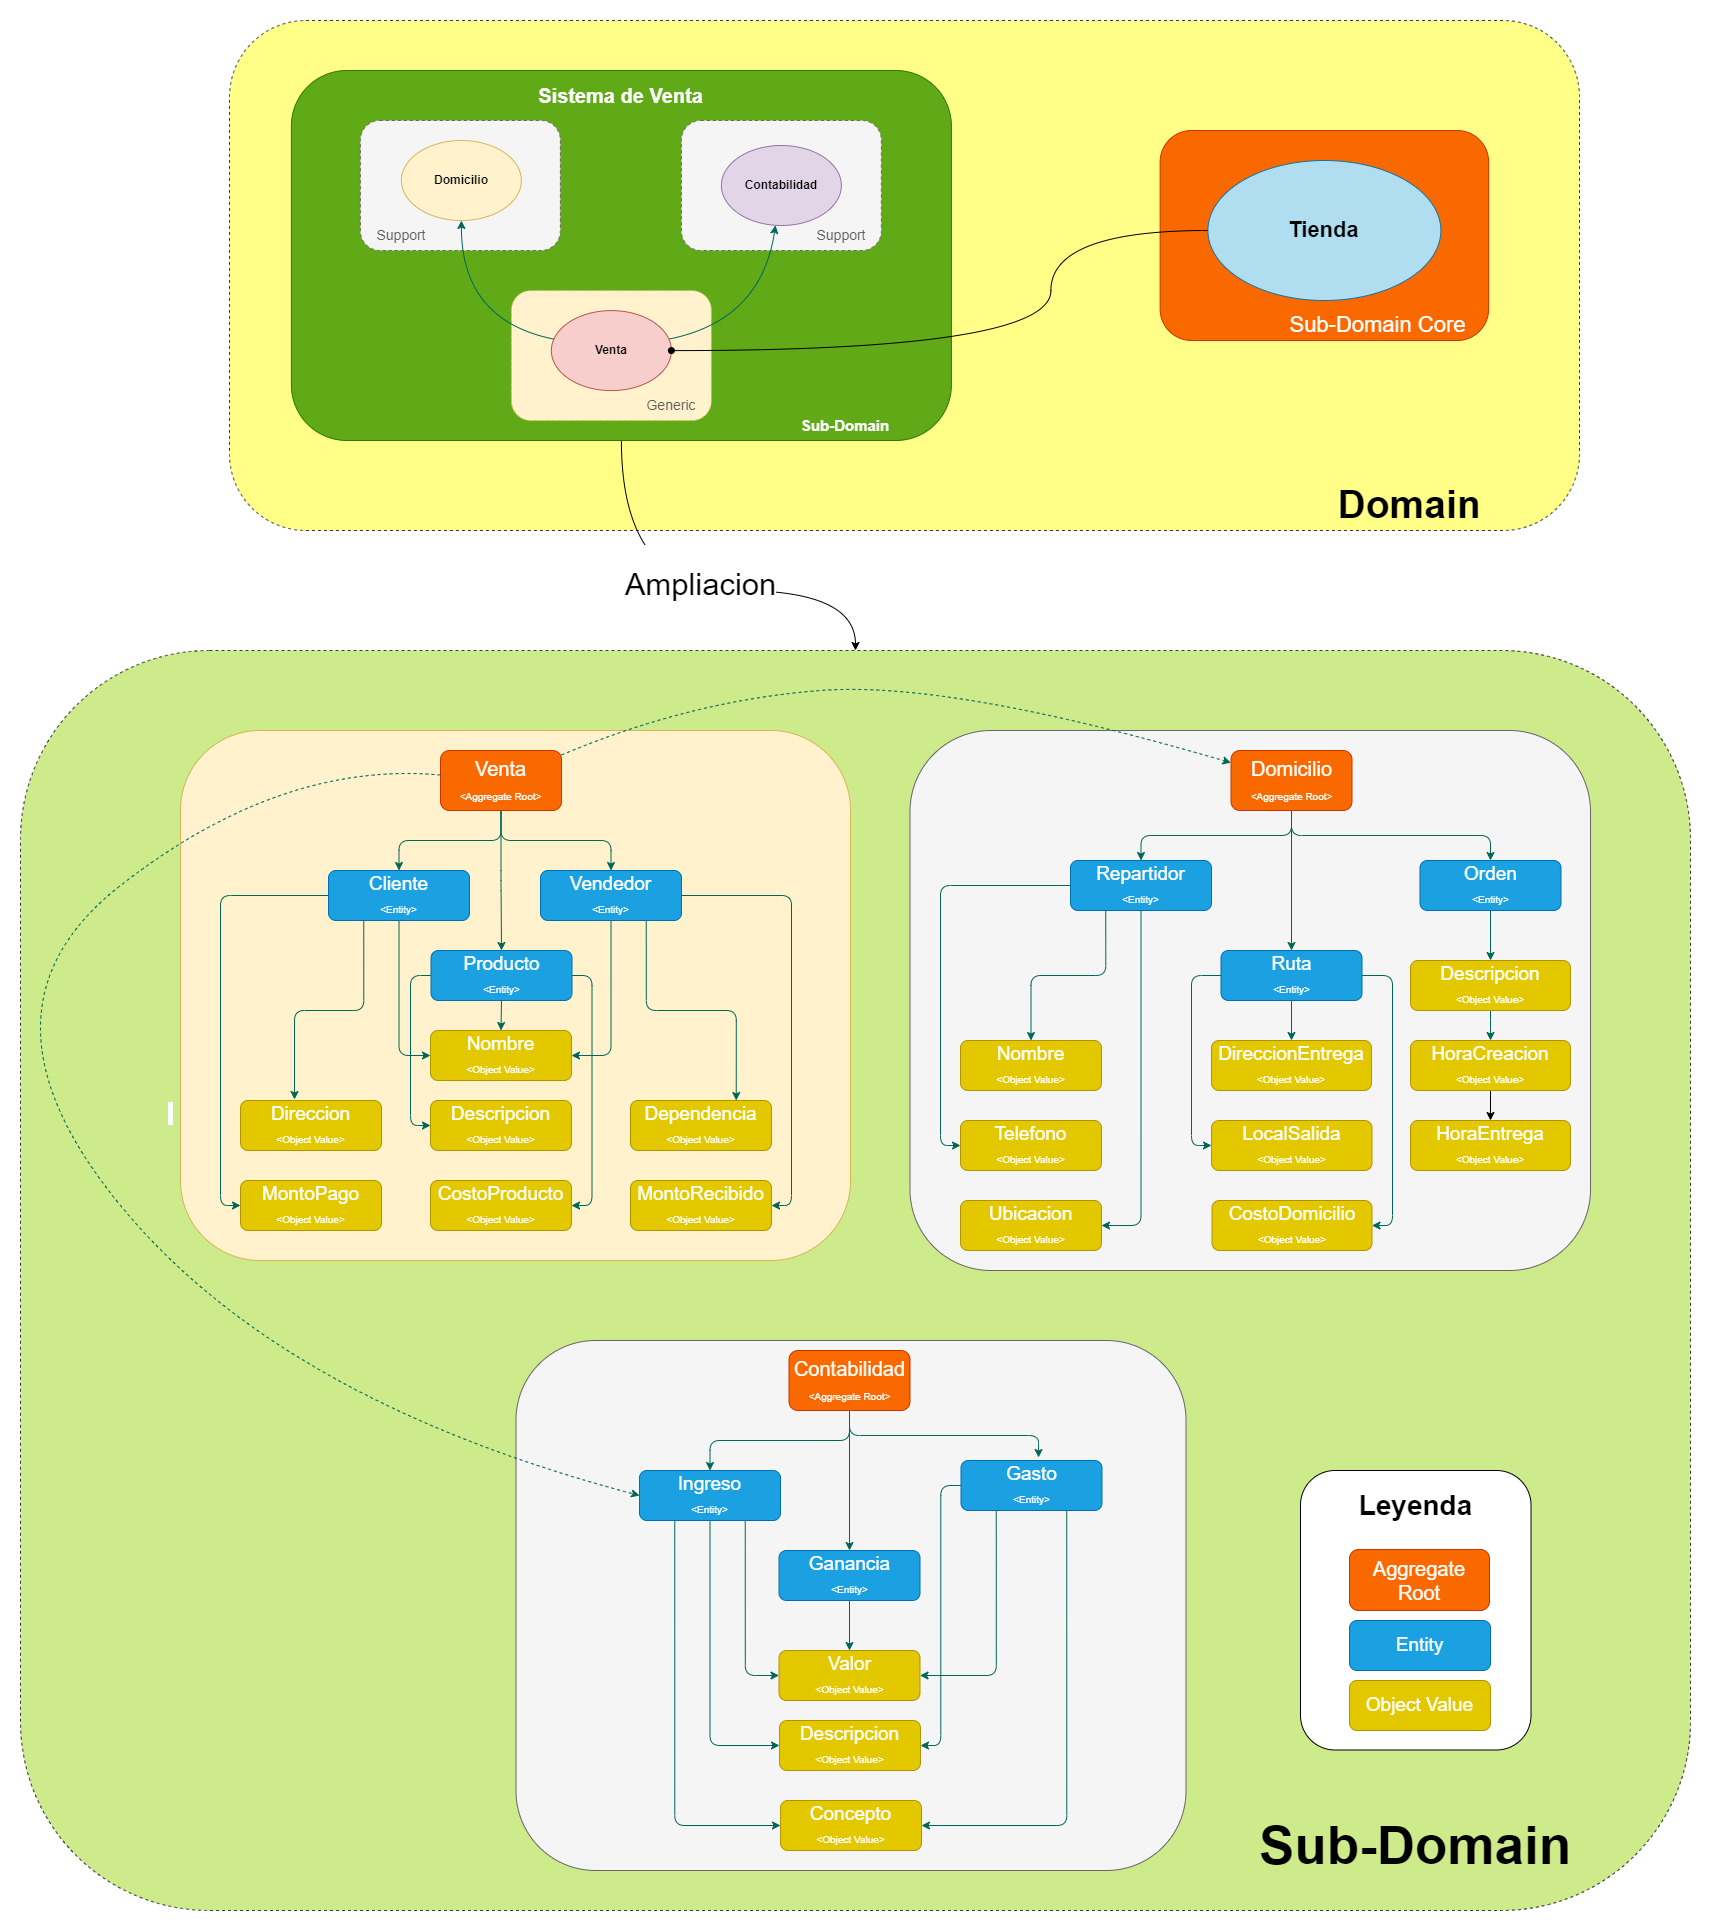 Sistema de Venta
Domicilio
Support
Contabilidad
Support
Venta
Generic
Sub-Domain
Tienda
Sub-Domain Core
Domain
Ampliacion
Venta
<Aggregate Root>
Cliente
<Entity>
Vendedor
<Entity>
Producto
<Entity>
Nombre
<Object Value>
Direccion
<Object Value>
Descripcion
<Object Value>
Dependencia
<Object Value>
MontoPago
<Object Value>
CostoProducto
<Object Value>
MontoRecibido
<Object Value>
Domicilio
<Aggregate Root>
Repartidor
<Entity>
Orden
<Entity>
Ruta
<Entity>
Descripcion
<Object Value>
Nombre
<Object Value>
DireccionEntrega
<Object Value>
HoraCreacion
<Object Value>
Telefono
<Object Value>
LocalSalida
<Object Value>
HoraEntrega
<Object Value>
Ubicacion
<Object Value>
CostoDomicilio
<Object Value>
Contabilidad
<Aggregate Root>
Ingreso
<Entity>
Gasto
<Entity>
Ganancia
<Entity>
Valor
<Object Value>
Descripcion
<Object Value>
Concepto
<Object Value>
Leyenda
Aggregate
Root
Entity
Object Value
Sub-Domain